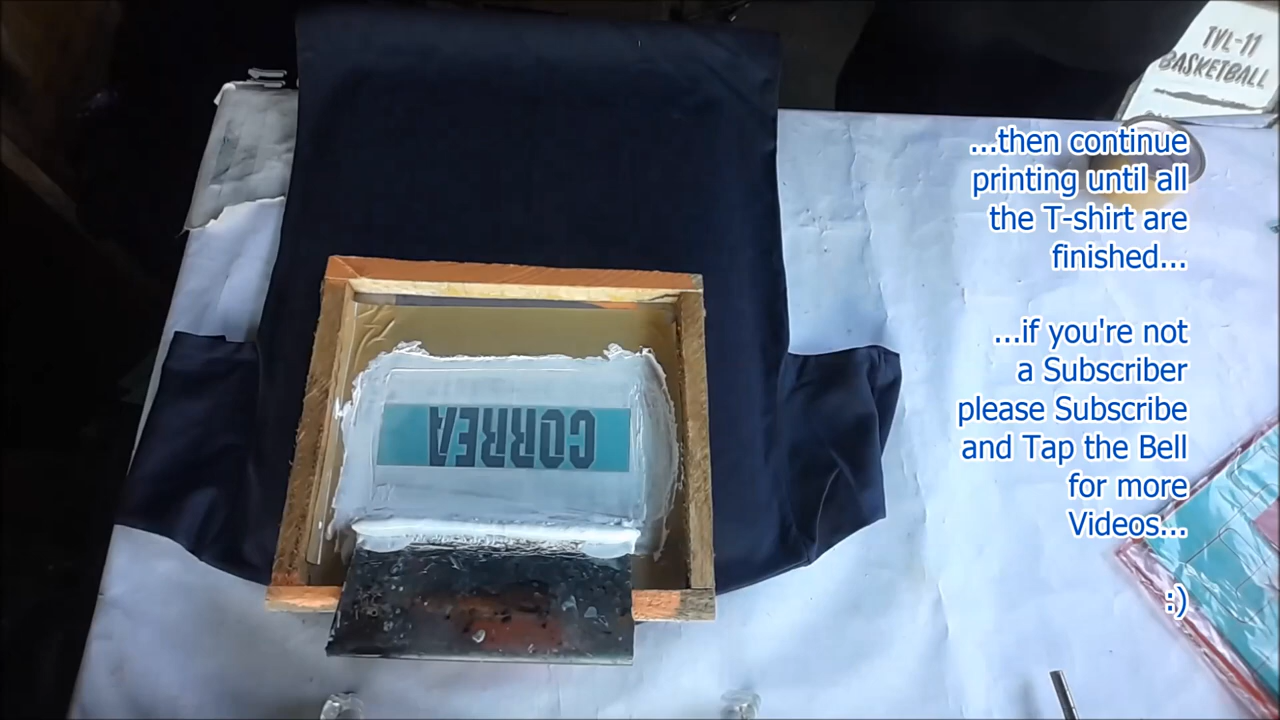 TVL-11
BASKETBALL
...then continue
printing until all
the T-shirt are
finished...
...if you're not
a Subscriber
please Subscribe
and Tap the Bell
for more
Videos...
:)
CORREA